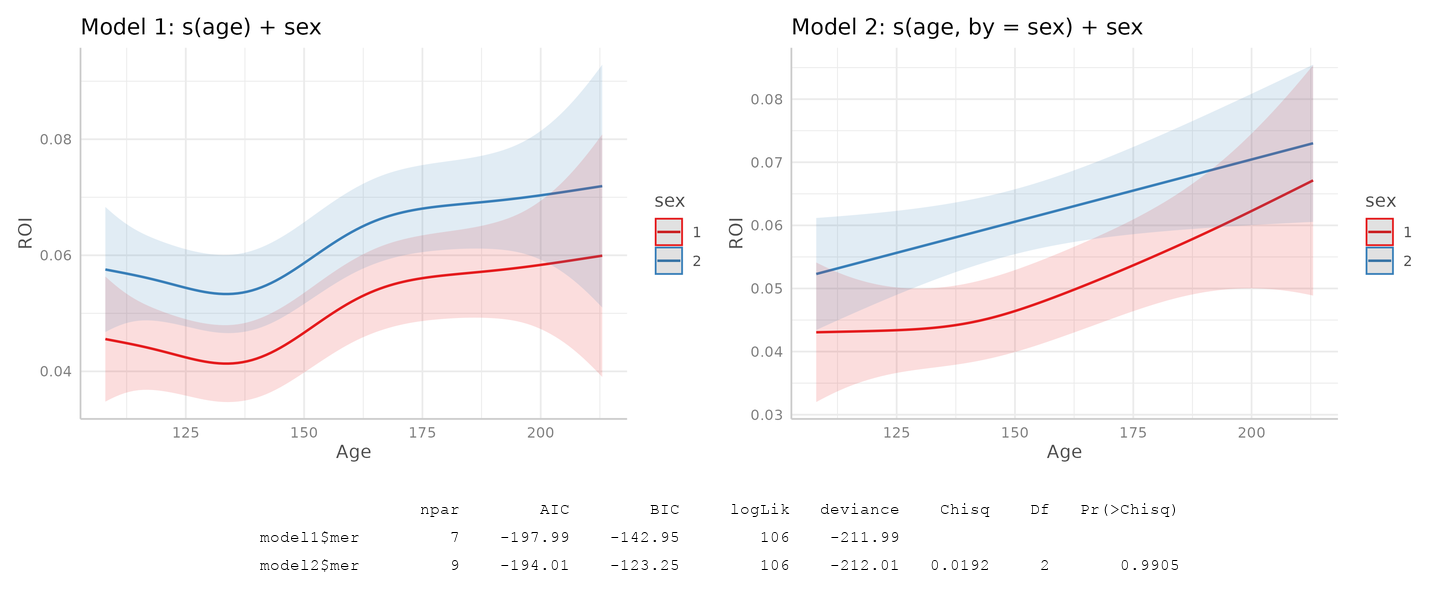 Model 1: s(age) + sex
0.08
0.06
0.04
ROI
125 150 175 200
Age
sex
1
2
Model 2: s(age, by = sex) + sex
0.08
0.07
0.06
0.05
0.04
0.03
ROI
125 150 175 200
Age
sex
1
2
npar AIC BIC logLik deviance Chisq Df Pr(>Chisq)
model1$mer 7 -197.99 -142.95 106 -211.99
model2$mer 9 -194.01 -123.25 106 -212.01 0.0192 2 0.9905